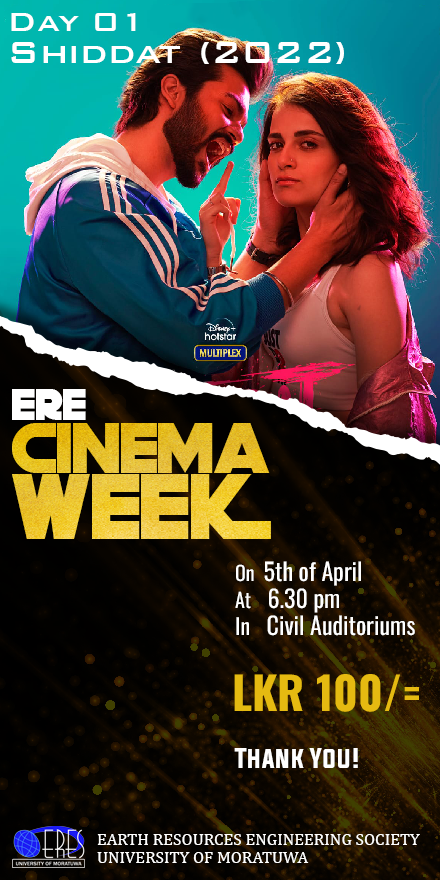 Day 01
Shiddat (2022)
Disney+
hotstar
MULTIPLEX
ERE
CINEMA
WEEK
On 5th of April
At 6.30 pm
In Civil Auditoriums
LKR 100/=
THANK YOU!
ERES
UNIVERSITY OF MORATUWA
EARTH RESOURCES ENGINEERING SOCIETY
UNIVERSITY OF MORATUWA